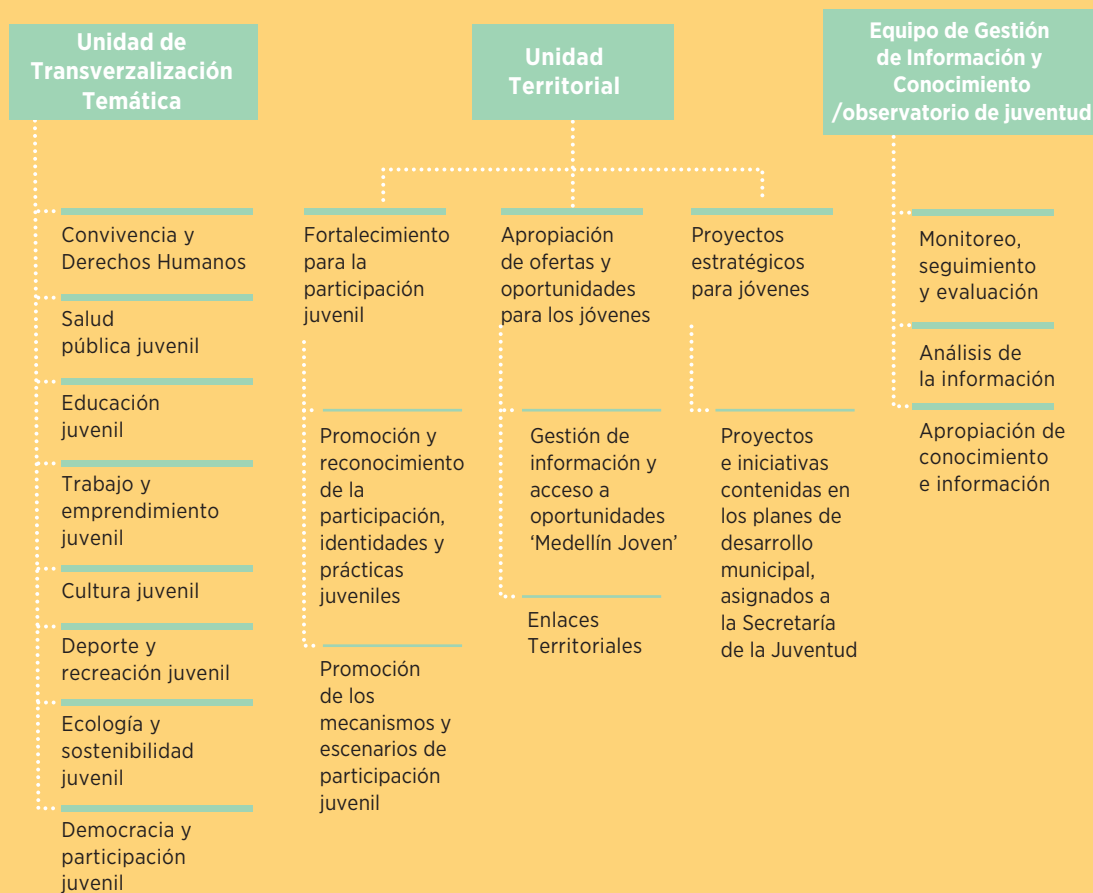 Unidad de
Transverzalización
Temática
Convivencia y
Derechos Humanos
Salud
pública juvenil
Educación
juvenil
Trabajo y
emprendimiento
juvenil
Cultura juvenil
Deporte y
recreación juvenil
Ecología y
sostenibilidad
juvenil
Democracia y
participación
juvenil
Unidad
Territorial
Fortalecimiento
para la
participación
juvenil
Promoción y
reconocimiento
de la
participación,
identidades y
prácticas
juveniles
Promoción
de los
mecanismos y
escenarios de
participación
juvenil
Apropiación
de ofertas y
oportunidades
para los jóvenes
Gestión de
información y
acceso a
oportunidades
‘Medellín Joven’
Enlaces
Territoriales
Proyectos
estratégicos
para jóvenes
Proyectos
e iniciativas
contenidas en
los planes de
desarrollo
municipal,
asignados a
la Secretaría
de la Juventud
Equipo de Gestión
de Información y
Conocimiento
/observatorio de juventud
Monitoreo,
seguimiento
y evaluación
Análisis de
la información
Apropiación de
conocimiento
e información